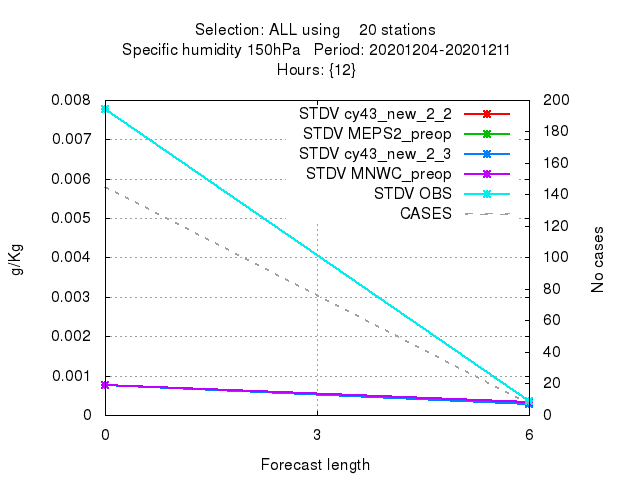 Selection: ALL using    20 stations
Specific humidity 150hPa   Period: 20201204-20201211
Hours: {12}
0.008
0.007
0.006
0.005
0.004
0.003
0.002
0.001
0
g/Kg
STDV cy43_new_2_2
STDV MEPS2_preop
STDV cy43_new_2_3
STDV MNWC_preop
STDV OBS
CASES
200
180
160
140
120
100
80
60
40
20
0
No cases
0
3
6
Forecast length